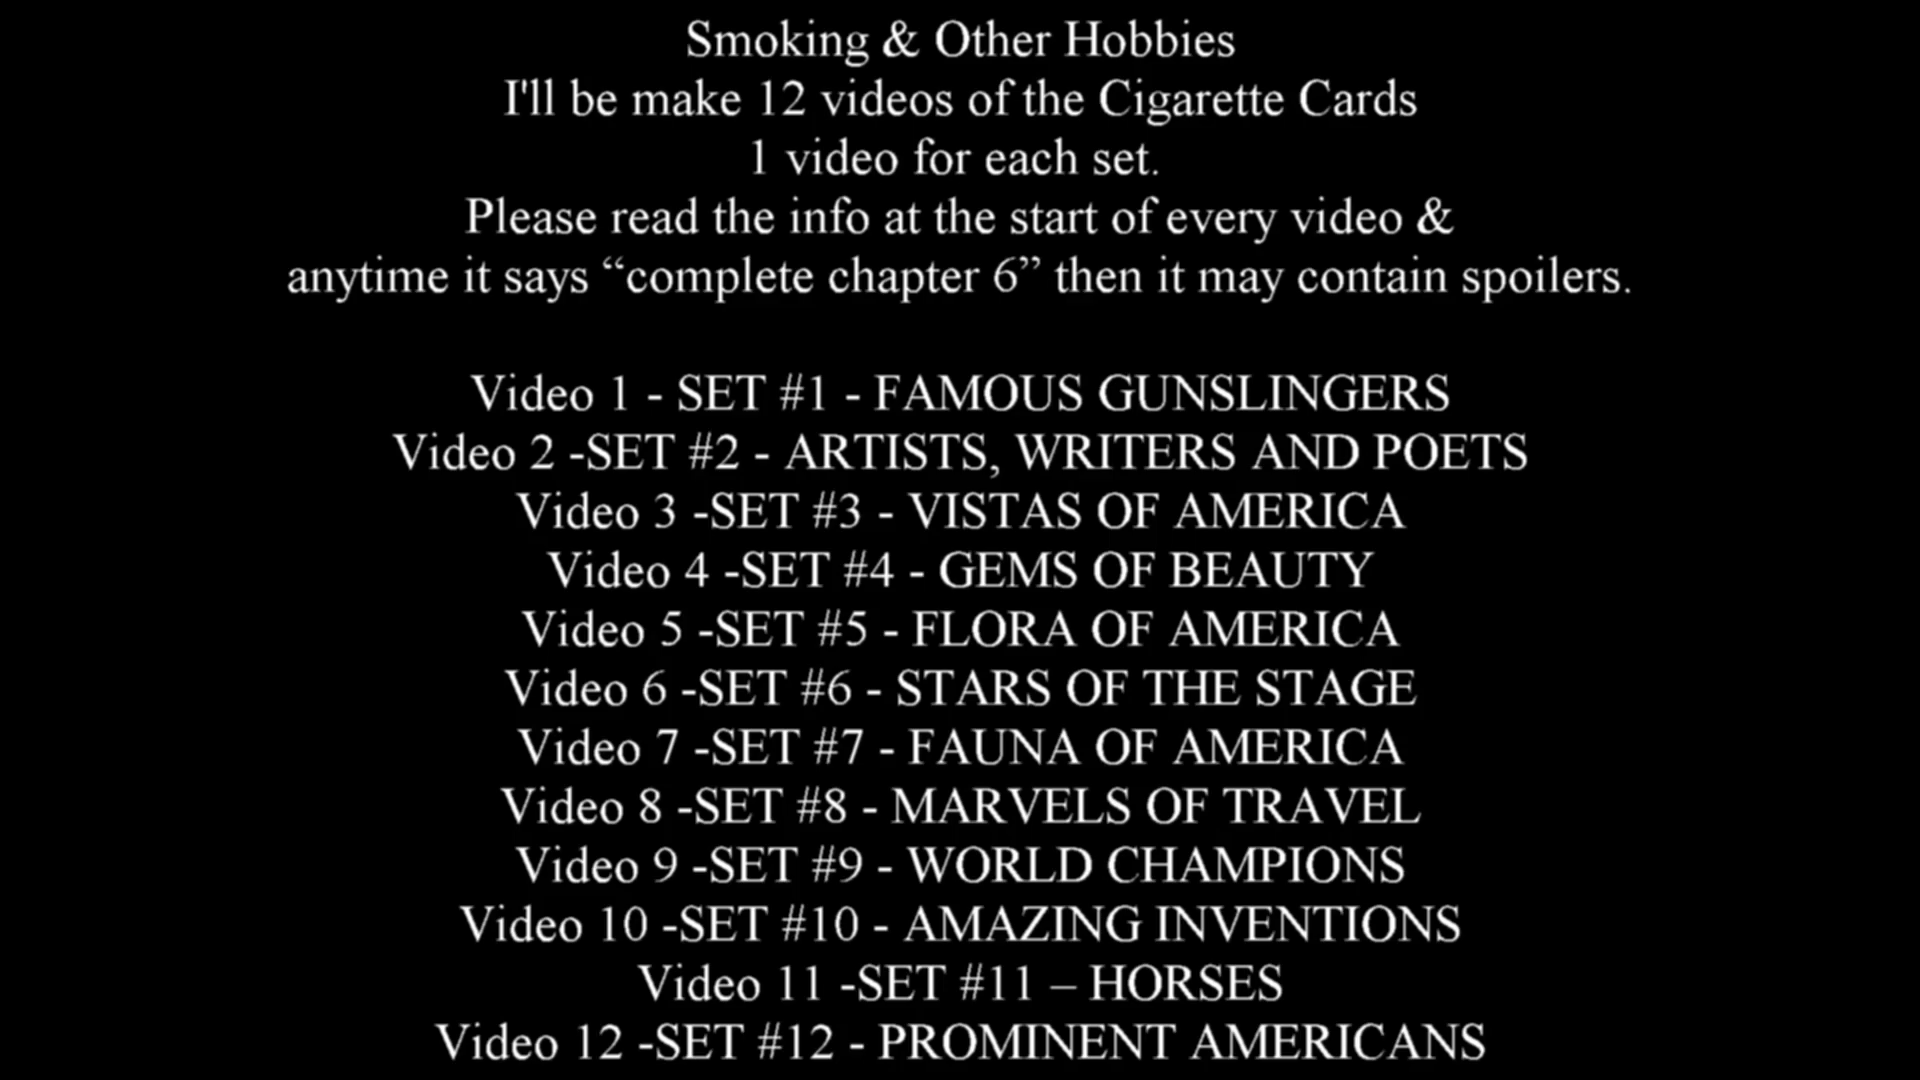 Smoking & Other Hobbies
I'll be make 12 videos of the Cigarette Cards
1 video for each set.
Please read the info at the start of every video &
anytime it says “complete chapter 6” then it may contain spoilers.
Video 1 - SET #1 - FAMOUS GUNSLINGERS
Video 2 -SET #2 - ARTISTS, WRITERS AND POETS
Video 3 -SET #3 - VISTAS OF AMERICA
Video 4 -SET #4 - GEMS OF BEAUTY
Video 5 -SET #5 - FLORA OF AMERICA
Video 6 -SET #6 - STARS OF THE STAGE
Video 7 -SET #7 - FAUNA OF AMERICA
Video 8 -SET #8 - MARVELS OF TRAVEL
Video 9 -SET #9 - WORLD CHAMPIONS
Video 10 -SET #10 - AMAZING INVENTIONS
Video 11 -SET #11 – HORSES
Video 12 -SET #12 - PROMINENT AMERICANS